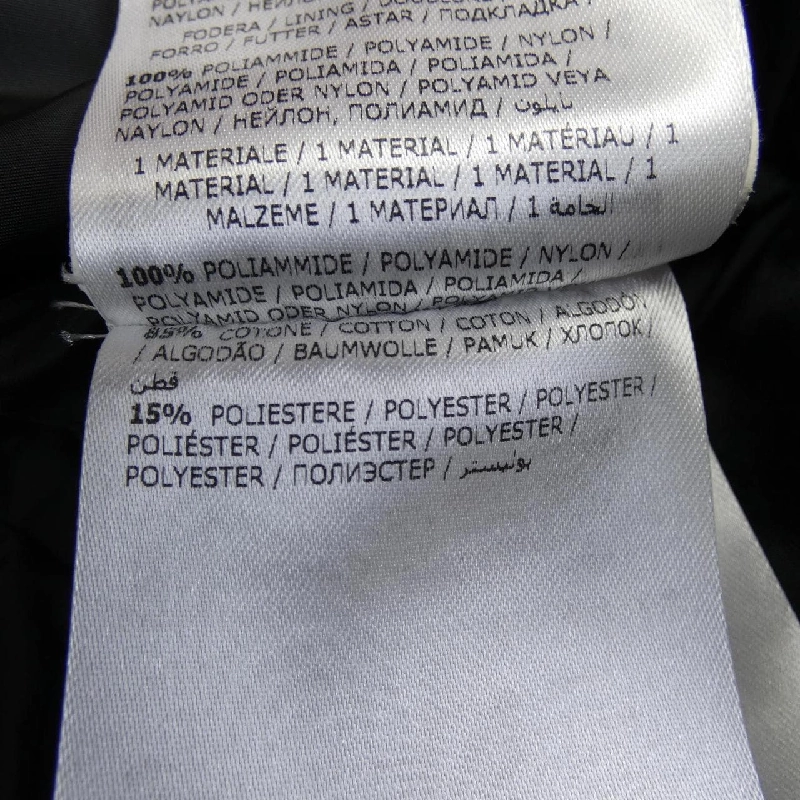 NAYLON / НЕЙЛОН
FODERA / LINING /
FORRO / FUTTER / ASTAR / ПОДКЛАДКА /
100% POLIAMMIDE / POLYAMIDE / NYLON /
POLYAMIDE / POLIAMIDA / POLIAMIDA /
POLYAMID ODER NYLON / POLYAMID VEYA
NAYLON / НЕЙЛОН, ПОЛИАМИД / نايلون
1 MATERIALE / 1 MATERIAL / 1 MATÉRIAU / 1
MATERIAL / 1 MATERIAL / 1 MATERIAL / 1
MALZEME / 1 МАТЕРИАЛ / 1 الخامة
100% POLIAMMIDE / POLYAMIDE / NYLON /
POLYAMIDE / POLIAMIDA / POLIAMIDA /
POLYAMID ODER NYLON /
85% COTONE / COTTON / COTON / ALGODÓN
/ ALGODÃO / BAUMWOLLE / PAMUK / ХЛОПОК /
قطن
15% POLIESTERE / POLYESTER / POLYESTER /
POLIÉSTER / POLIÉSTER / POLYESTER /
POLYESTER / ПОЛИЭСТЕР / بوليستر